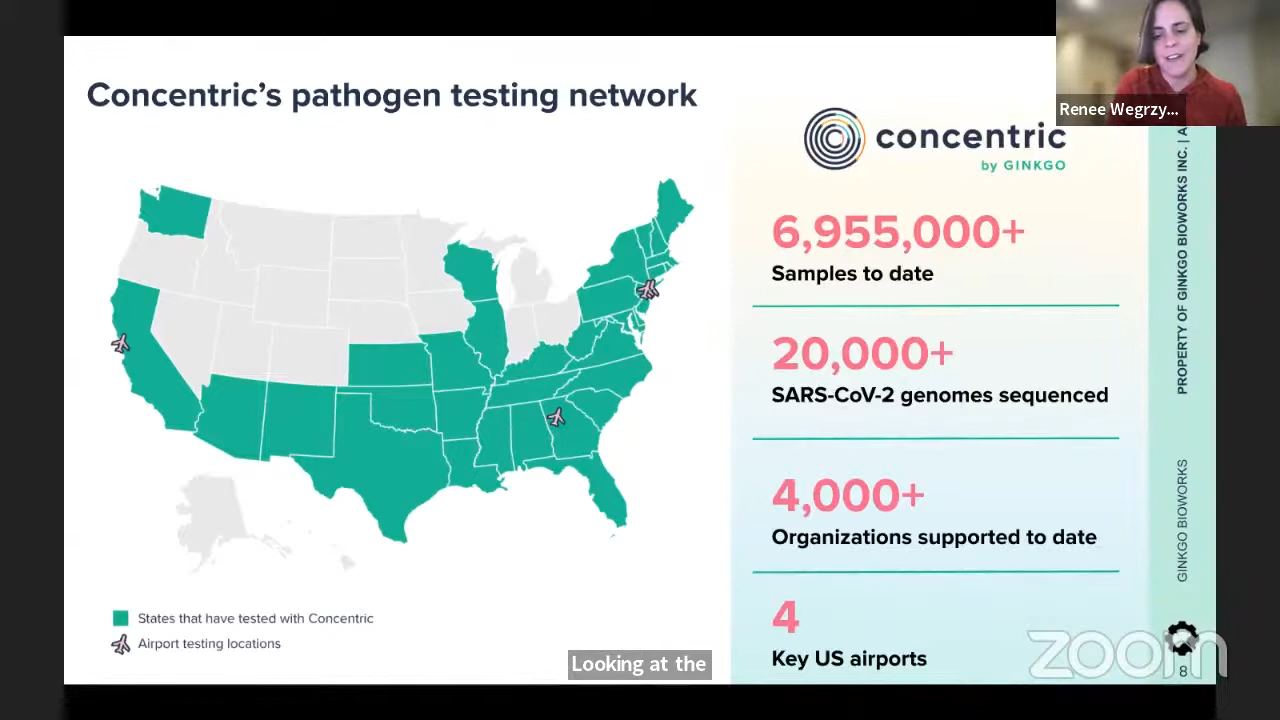 Concentric's pathogen testing network
Renee Wegrzy...
concentric
by GINKGO
6,955,000+
Samples to date
20,000+
SARS-CoV-2 genomes sequenced
4,000+
Organizations supported to date
4
Key US airports
States that have tested with Concentric
Airport testing locations
Looking at the
PROPERTY OF GINKGO BIOWORKS INC. |
GINKGO BIOWORKS
zoom
8